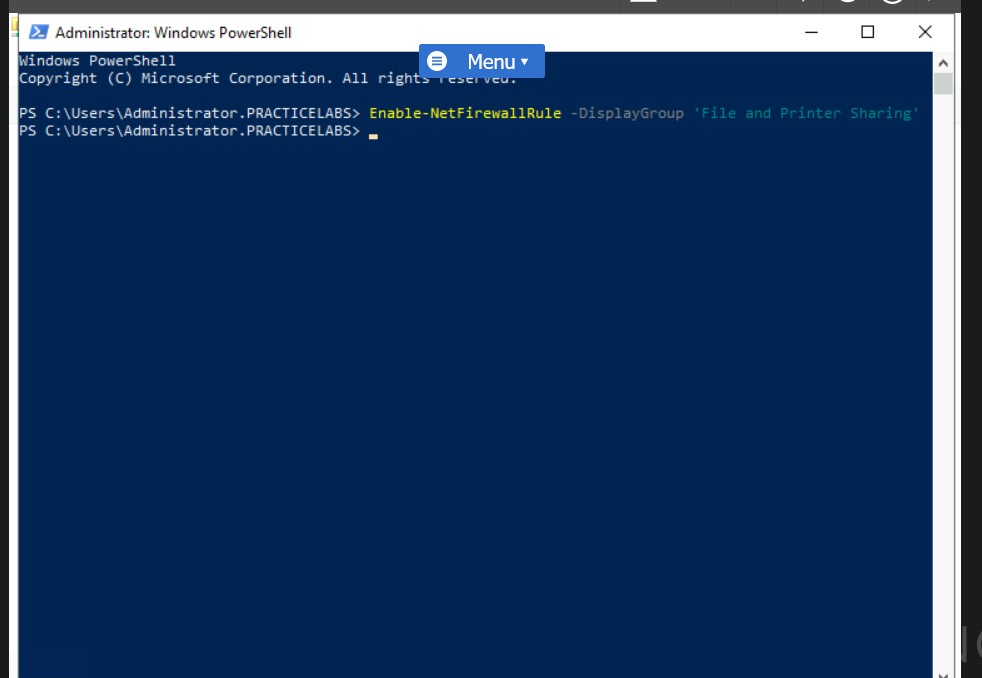 Administrator: Windows PowerShell
Menu
Windows PowerShell
Copyright (C) Microsoft Corporation. All rights reserved.
PS C:\Users\Administrator.PRACTICELABS> Enable-NetFirewallRule -DisplayGroup 'File and Printer Sharing'
PS C:\Users\Administrator.PRACTICELABS>